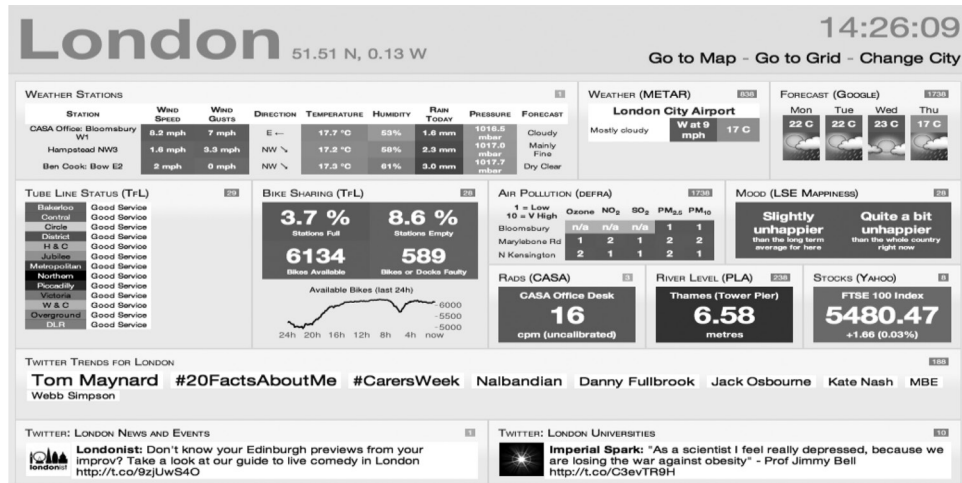 London 51.51 N, 0.13 W
14:26:09
Go to Map - Go to Grid - Change City
WEATHER STATIONS 1
STATION WIND SPEED WIND GUSTS DIRECTION TEMPERATURE HUMIDITY RAIN TODAY PRESSURE FORECAST
CASA Office: Bloomsbury W1 8.2 mph 7 mph E ← 17.7 °C 53% 1.6 mm 1016.5 mbar Cloudy
Hampstead NW3 1.6 mph 3.3 mph NW ↘ 17.2 °C 58% 2.3 mm 1017.0 mbar Mainly Fine
Ben Cook: Bow E2 2 mph 0 mph NW ↘ 17.3 °C 61% 3.0 mm 1017.7 mbar Dry Clear
WEATHER (METAR) 838
London City Airport
Mostly cloudy W at 9 mph 17 C
FORECAST (GOOGLE) 1738
Mon Tue Wed Thu
22 C 22 C 23 C 17 C
TUBE LINE STATUS (TFL) 29
Bakerloo Good Service
Central Good Service
Circle Good Service
District Good Service
H & C Good Service
Jubilee Good Service
Metropolitan Good Service
Northern Good Service
Piccadilly Good Service
Victoria Good Service
W & C Good Service
Overground Good Service
DLR Good Service
BIKE SHARING (TFL) 28
3.7 % 8.6 %
Stations Full Stations Empty
6134 589
Bikes Available Bikes or Docks Faulty
Available Bikes (last 24h)
6000
5500
5000
24h 20h 16h 12h 8h 4h now
AIR POLLUTION (DEFRA) 1738
1 = Low
10 = V High
Ozone NO₂ SO₂ PM₂.₅ PM₁₀
Bloomsbury n/a n/a n/a 1 1
Marylebone Rd 1 2 1 2 2
N Kensington 2 1 1 2 1
MOOD (LSE MAPPINESS) 28
Slightly unhappier
than the long term average for here
Quite a bit unhappier
than the whole country right now
RADS (CASA) 3
CASA Office Desk
16
cpm (uncalibrated)
RIVER LEVEL (PLA) 238
Thames (Tower Pier)
6.58
metres
STOCKS (YAHOO) 8
FTSE 100 Index
5480.47
+1.66 (0.03%)
TWITTER TRENDS FOR LONDON 188
Tom Maynard #20FactsAboutMe #CarersWeek Nalbandian Danny Fullbrook Jack Osbourne Kate Nash MBE
Webb Simpson
TWITTER: LONDON NEWS AND EVENTS 1
londonist
Londonist: Don't know your Edinburgh previews from your
improv? Take a look at our guide to live comedy in London
http://t.co/9zjUwS4O
TWITTER: LONDON UNIVERSITIES 10
Imperial Spark: "As a scientist I feel really depressed, because we
are losing the war against obesity" - Prof Jimmy Bell
http://t.co/C3evTR9H